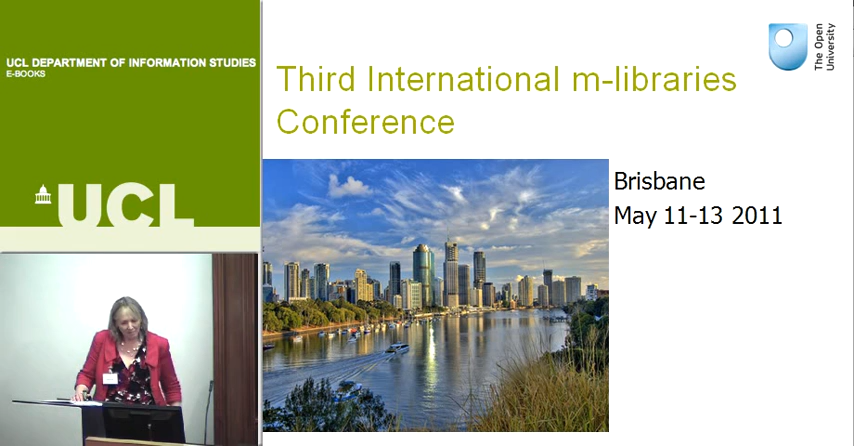 UCL DEPARTMENT OF INFORMATION STUDIES
E-BOOKS
UCL
Third International m-libraries
Conference
The Open
University
Brisbane
May 11-13 2011